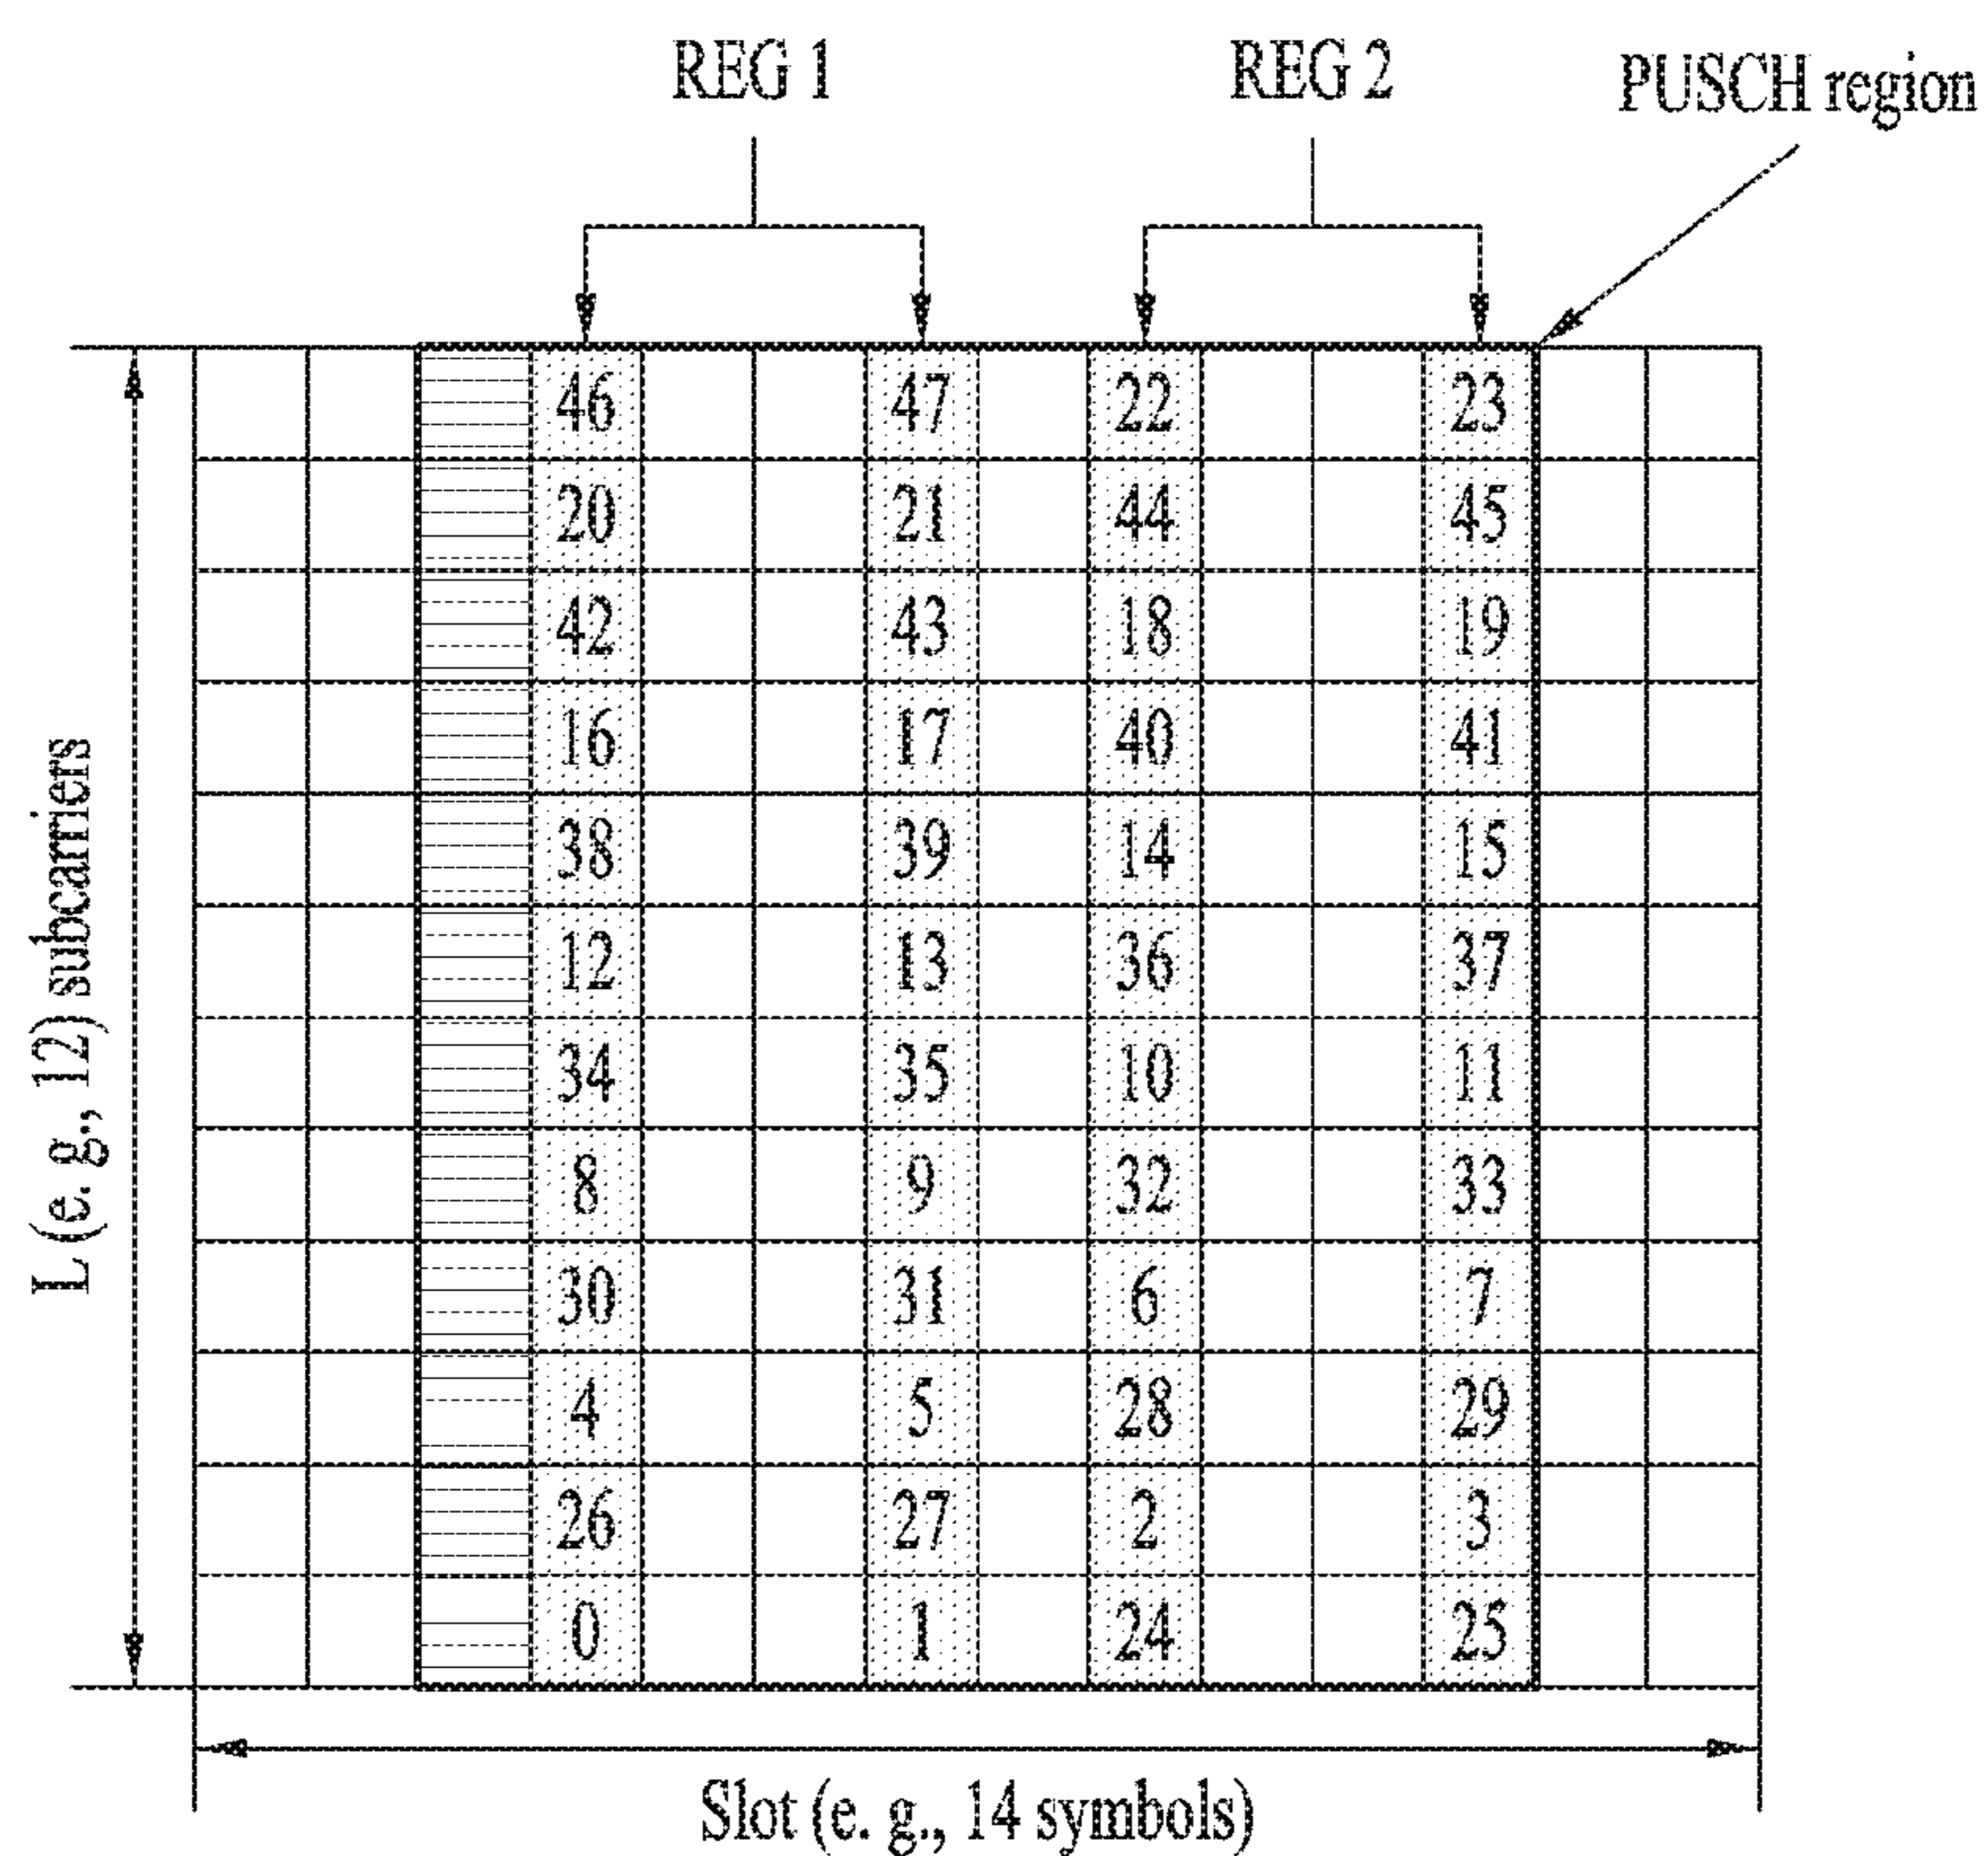 REG 1 REG 2 PUSCH region
46 47 22 23
20 21 44 45
42 43 18 19
16 17 40 41
38 39 14 15
12 13 36 37
34 35 10 11
8 9 32 33
30 31 6 7
4 5 28 29
26 27 2 3
0 1 24 25
L (e. g., 12) subcarriers
Slot (e. g., 14 symbols)